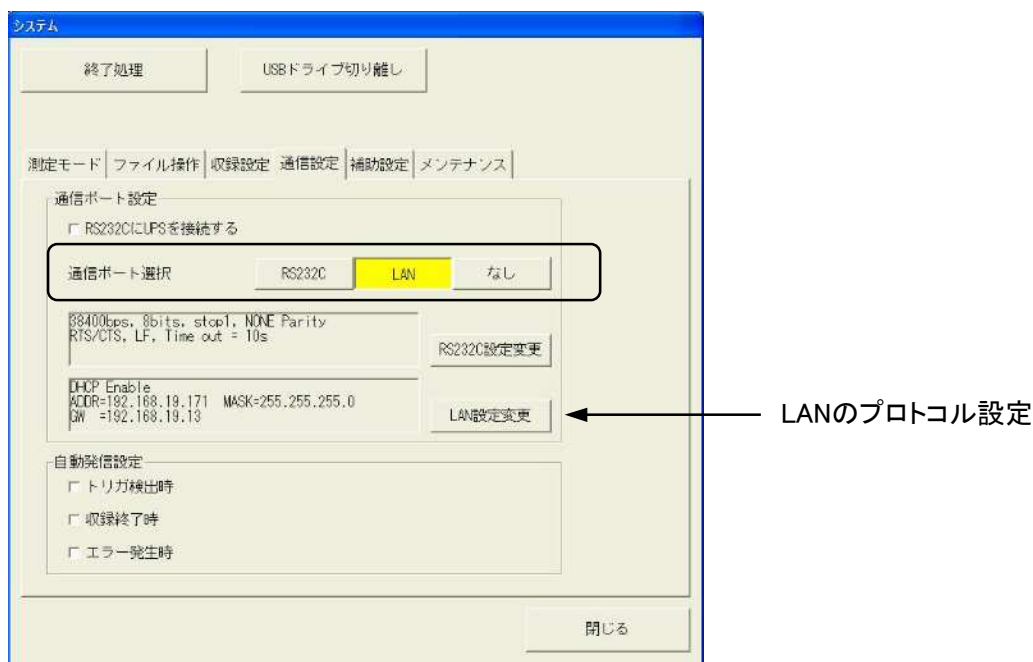 システム
終了処理
USBドライブ切り離し
測定モード ファイル操作 収録設定 通信設定 補助設定 メンテナンス
通信ポート設定
RS232CにUPSを接続する
通信ポート選択 RS232C LAN なし
38400bps, 8bits, stop1, NONE Parity
RTS/CTS, LF, Time out = 10s
RS232C設定変更
DHCP Enable
ADDR=192.168.19.171 MASK=255.255.255.0
GW =192.168.19.13
LAN設定変更
LANのプロトコル設定
自動発信設定
トリガ検出時
収録終了時
エラー発生時
閉じる